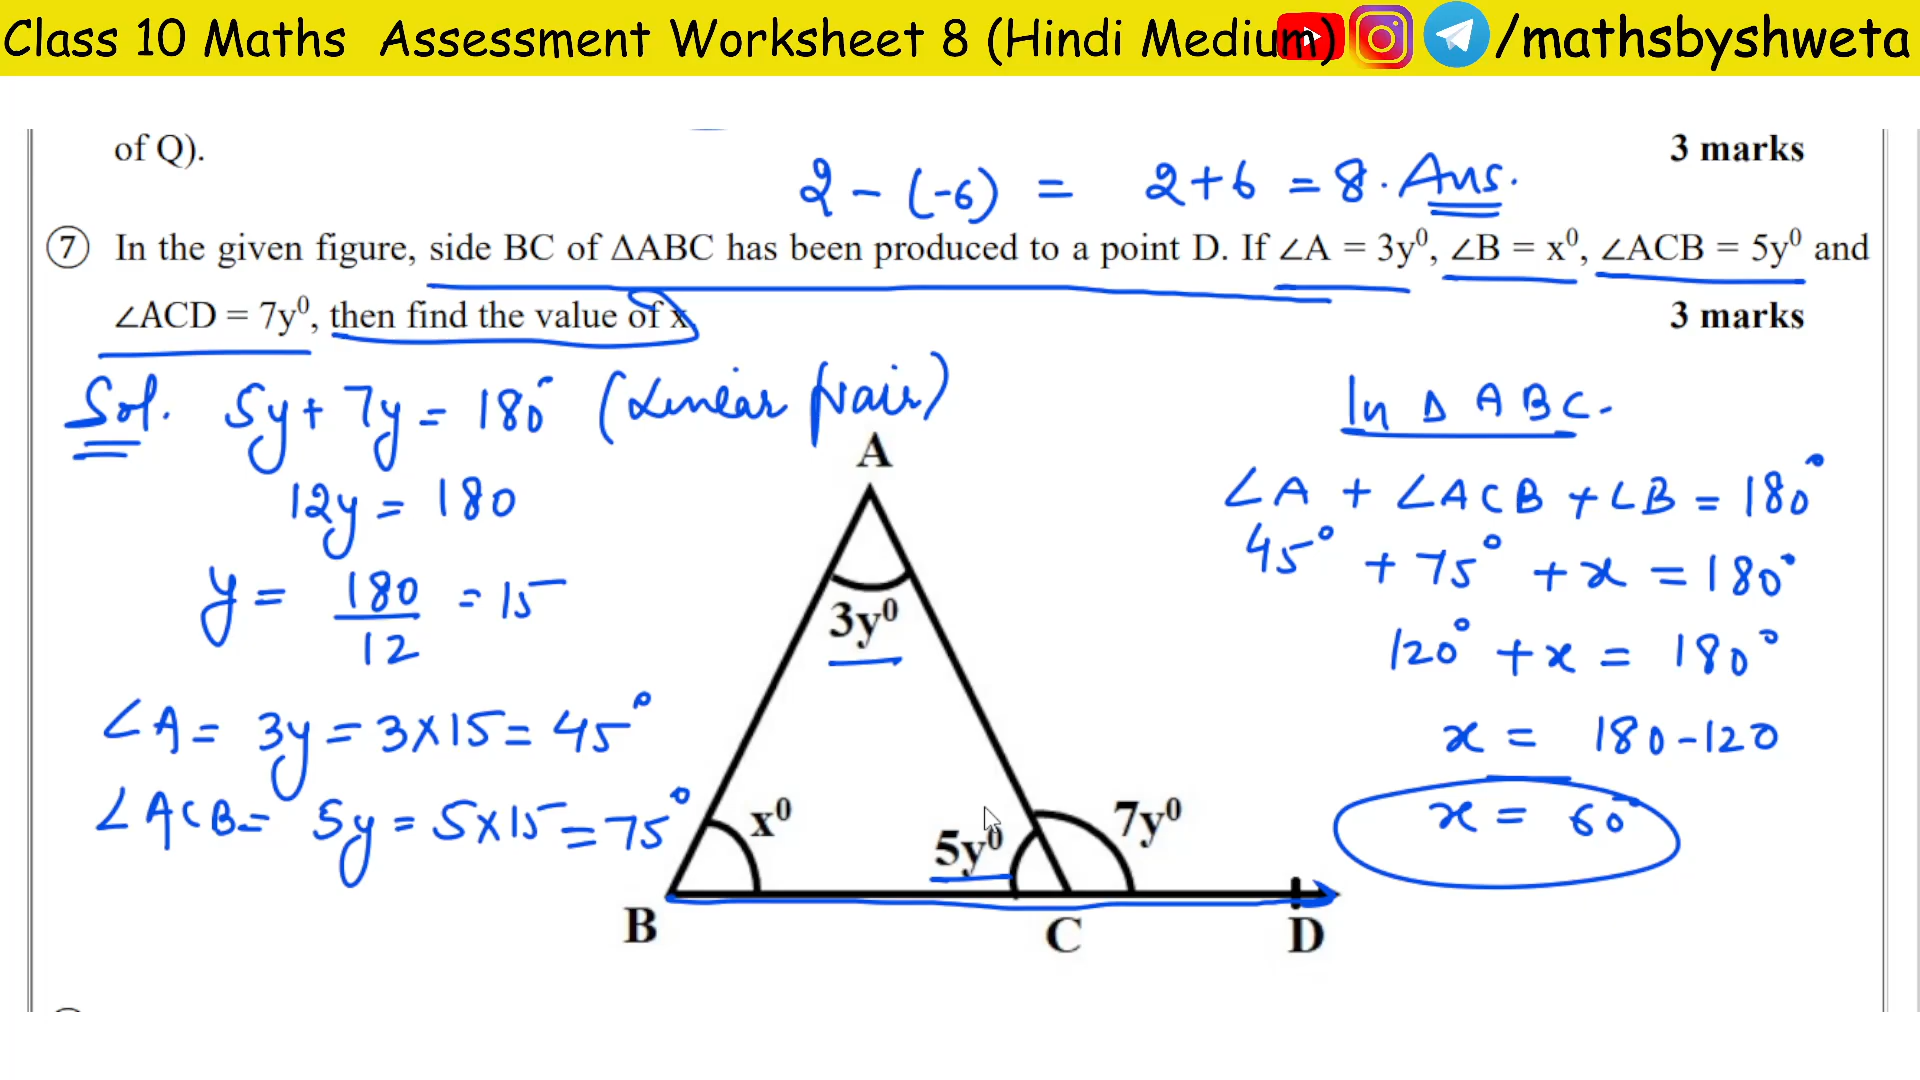 Class 10 Maths Assessment Worksheet 8 (Hindi Medium) /mathsbyshweta
of Q). 3 marks
2 - (-6) = 2+6 = 8. Ans.
7 In the given figure, side BC of ΔABC has been produced to a point D. If ∠A = 3y⁰, ∠B = x⁰, ∠ACB = 5y⁰ and
∠ACD = 7y⁰, then find the value of x. 3 marks
Sol. 5y + 7y = 180° (Linear pair)
12y = 180
y = 180/12 = 15
∠A = 3y = 3×15 = 45°
∠ACB = 5y = 5×15 = 75°
A
3y⁰
x⁰
5y⁰
7y⁰
B
C
D
In Δ ABC.
∠A + ∠ACB + ∠B = 180°
45° + 75° + x = 180°
120° + x = 180°
x = 180-120
x = 60°